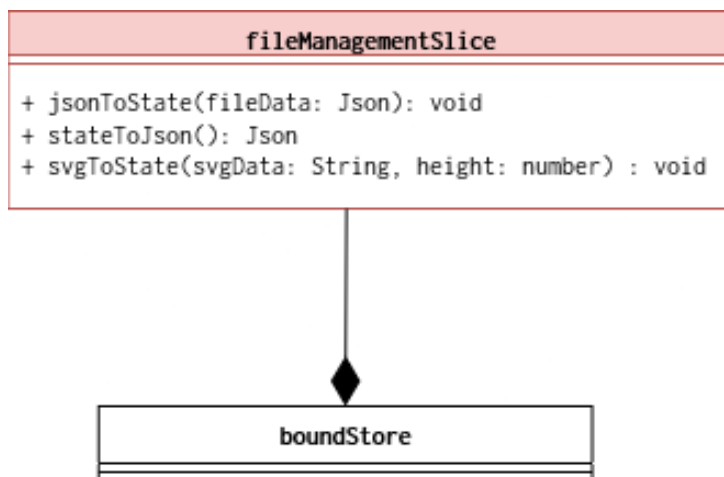 fileManagementSlice
+ jsonToState(fileData: Json): void
+ stateToJson(): Json
+ svgToState(svgData: String, height: number) : void
boundStore